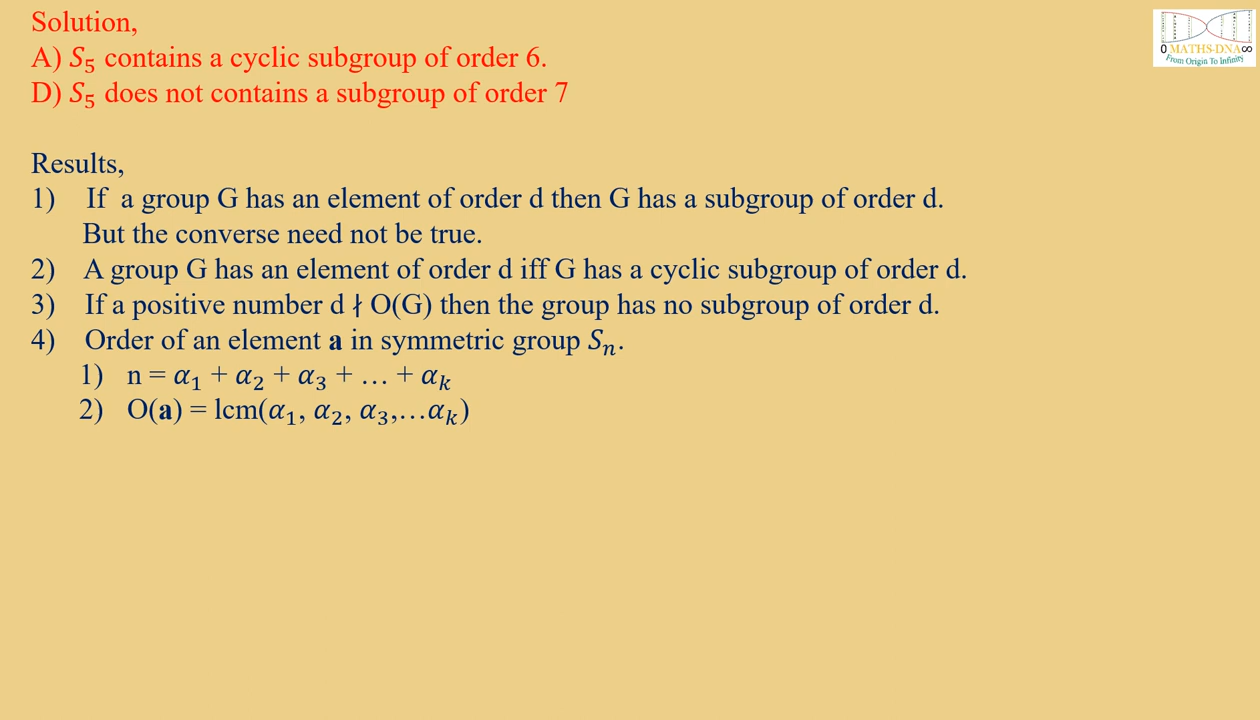 Solution,
0 MATHS-DNA∞
From Origin To Infinity
A) S₅ contains a cyclic subgroup of order 6.
D) S₅ does not contains a subgroup of order 7
Results,
1) If a group G has an element of order d then G has a subgroup of order d.
But the converse need not be true.
2) A group G has an element of order d iff G has a cyclic subgroup of order d.
3) If a positive number d ∤ O(G) then the group has no subgroup of order d.
4) Order of an element a in symmetric group Sₙ.
1) n = α₁ + α₂ + α₃ + … + αₖ
2) O(a) = lcm(α₁, α₂, α₃,…αₖ)